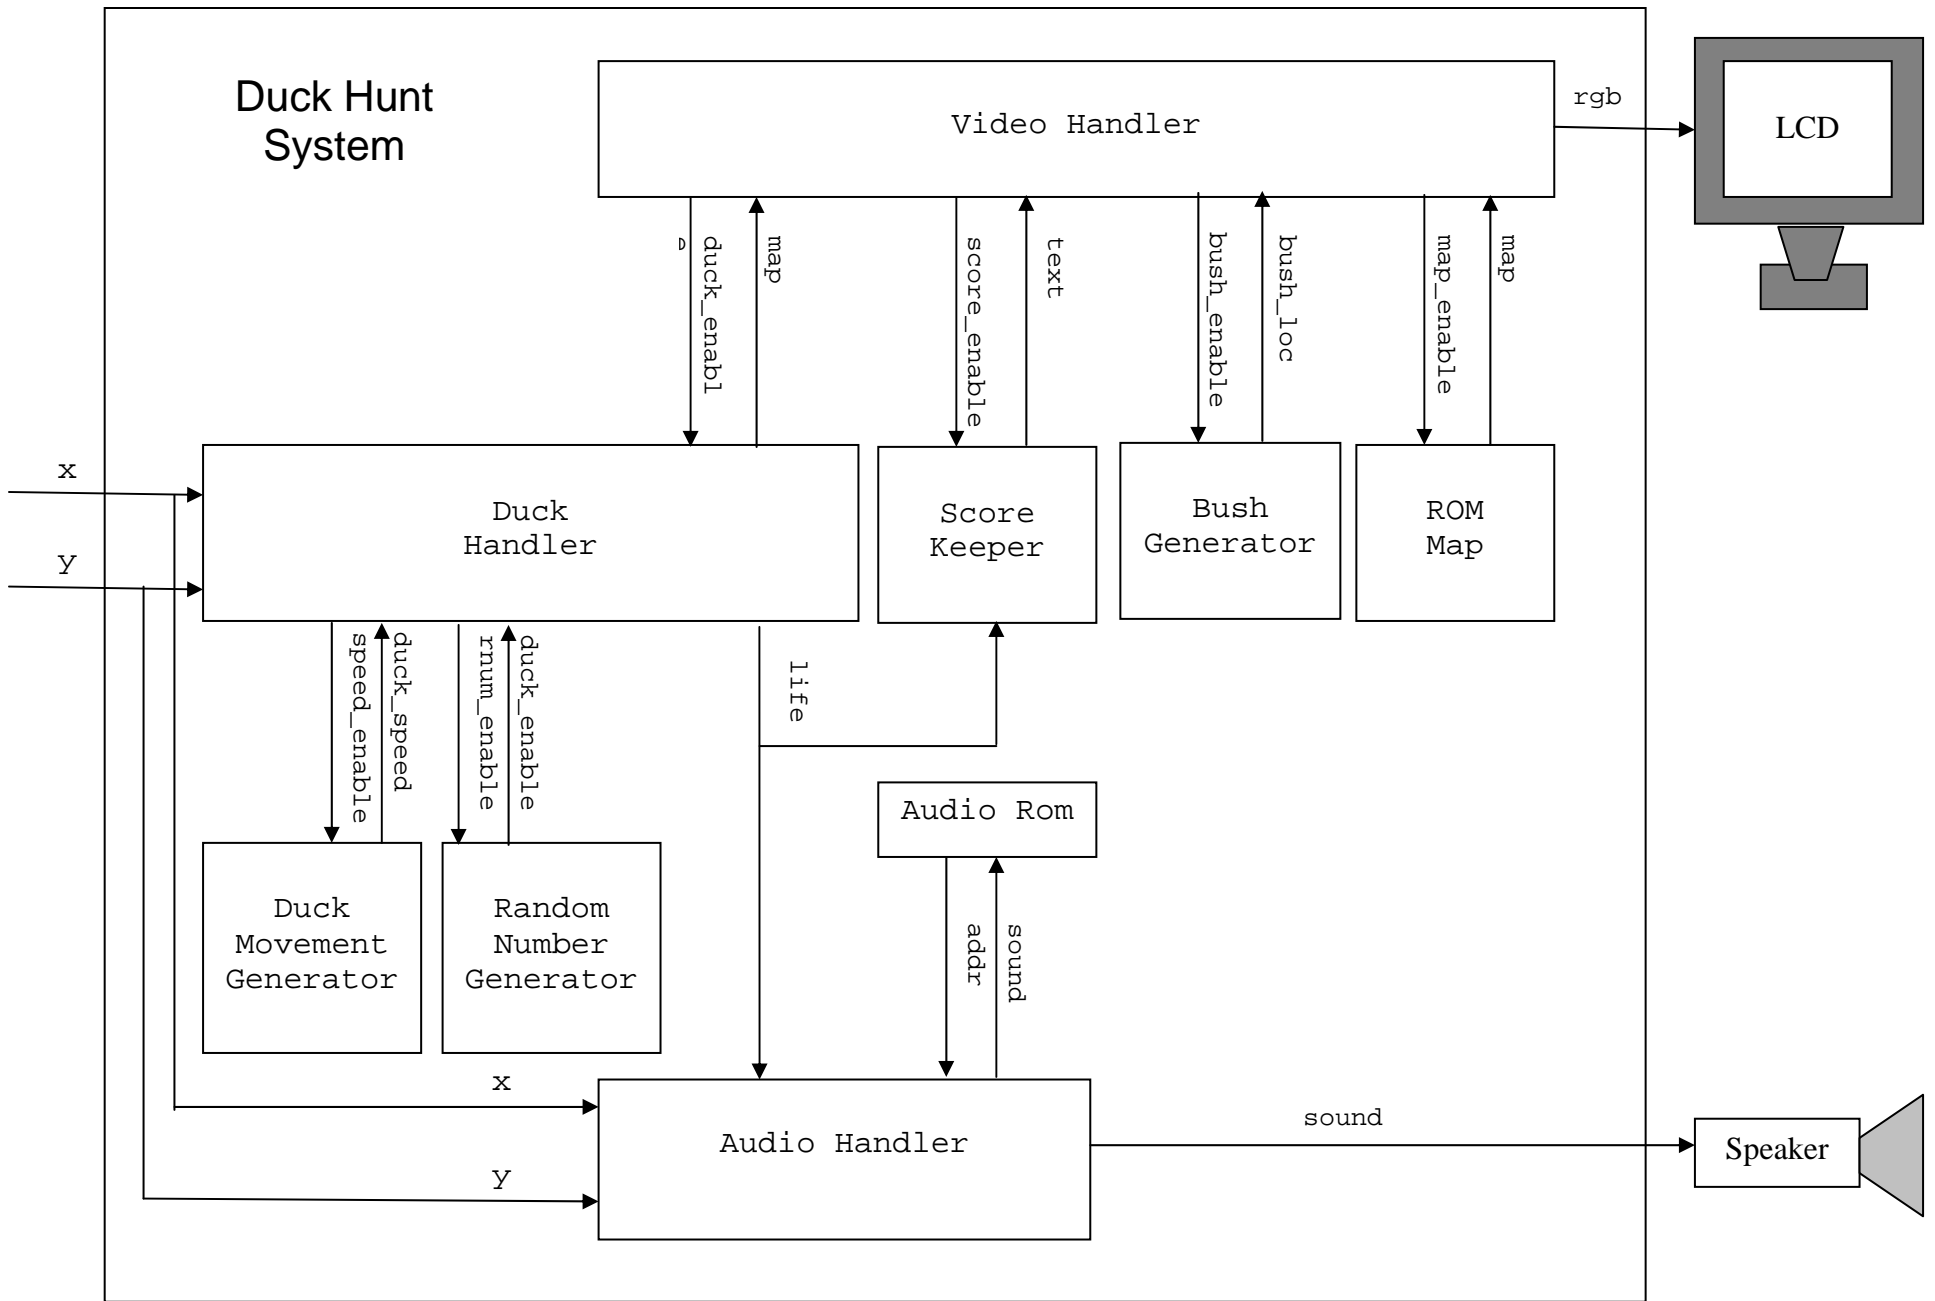 Duck Hunt
System
Video Handler
rgb
LCD
duck_enabl
e
map
score_enable
text
bush_enable
bush_loc
map_enable
map
x
y
Duck
Handler
Score
Keeper
Bush
Generator
ROM
Map
speed_enable
duck_speed
rnum_enable
duck_enable
life
Audio Rom
Duck
Movement
Generator
Random
Number
Generator
addr
sound
x
y
Audio Handler
sound
Speaker